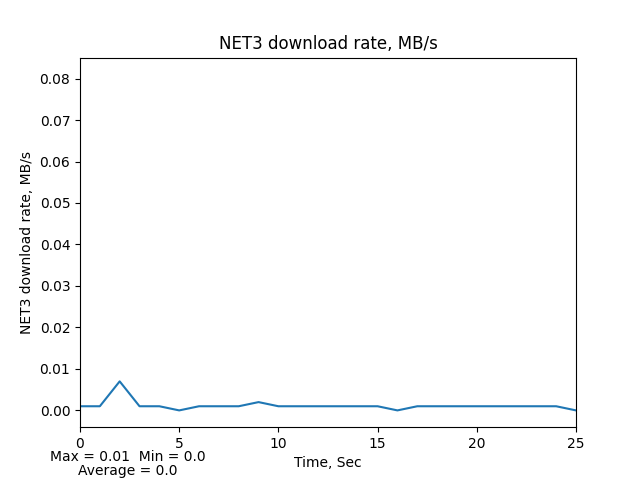 NET3 download rate, MB/s
NET3 download rate, MB/s
0.08
0.07
0.06
0.05
0.04
0.03
0.02
0.01
0.00
0 5 10 15 20 25
Time, Sec
Max = 0.01 Min = 0.0
Average = 0.0